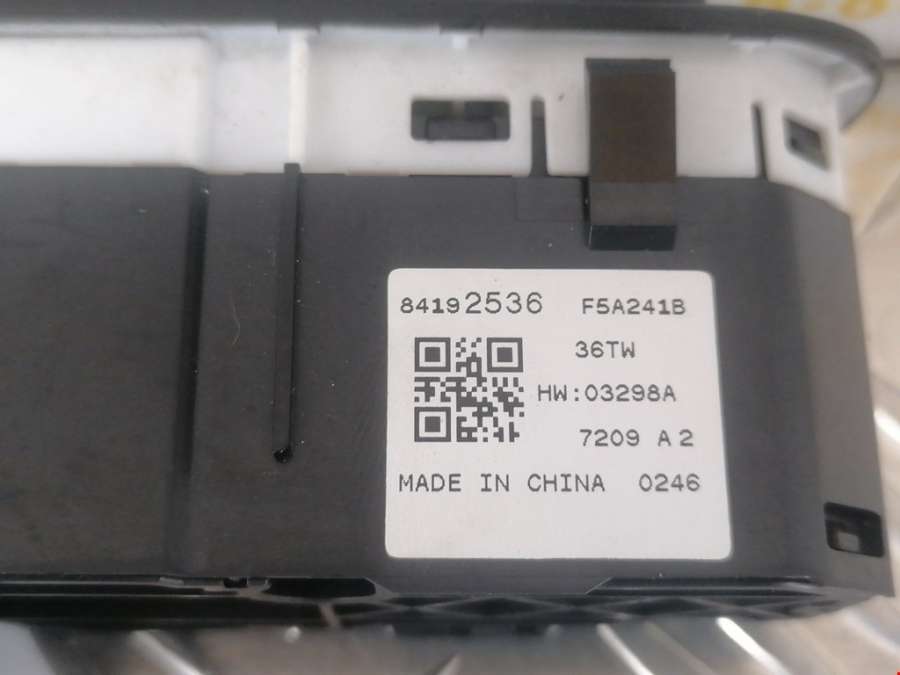 84192536 F5A241B
36TW
HW:03298A
7209 A2
MADE IN CHINA 0246